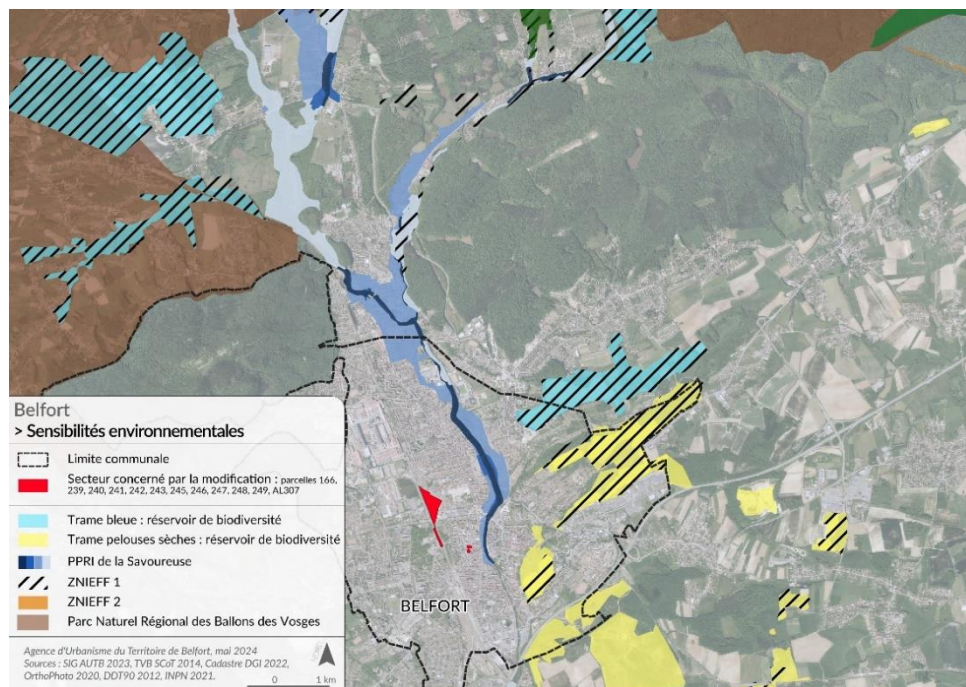 Belfort
> Sensibilités environnementales
Limite communale
Secteur concerné par la modification : parcelles 166,
239, 240, 241, 242, 243, 245, 246, 247, 248, 249, AL307
Trame bleue : réservoir de biodiversité
Trame pelouses sèches : réservoir de biodiversité
PPRI de la Savoureuse
ZNIEFF 1
ZNIEFF 2
Parc Naturel Régional des Ballons des Vosges
Agence d'Urbanisme du Territoire de Belfort, mai 2024
Sources : SIG AUTB 2023, TVB SCoT 2014, Cadastre DGI 2022,
OrthoPhoto 2020, DDT90 2012, INPN 2021.
0 1 km
BELFORT